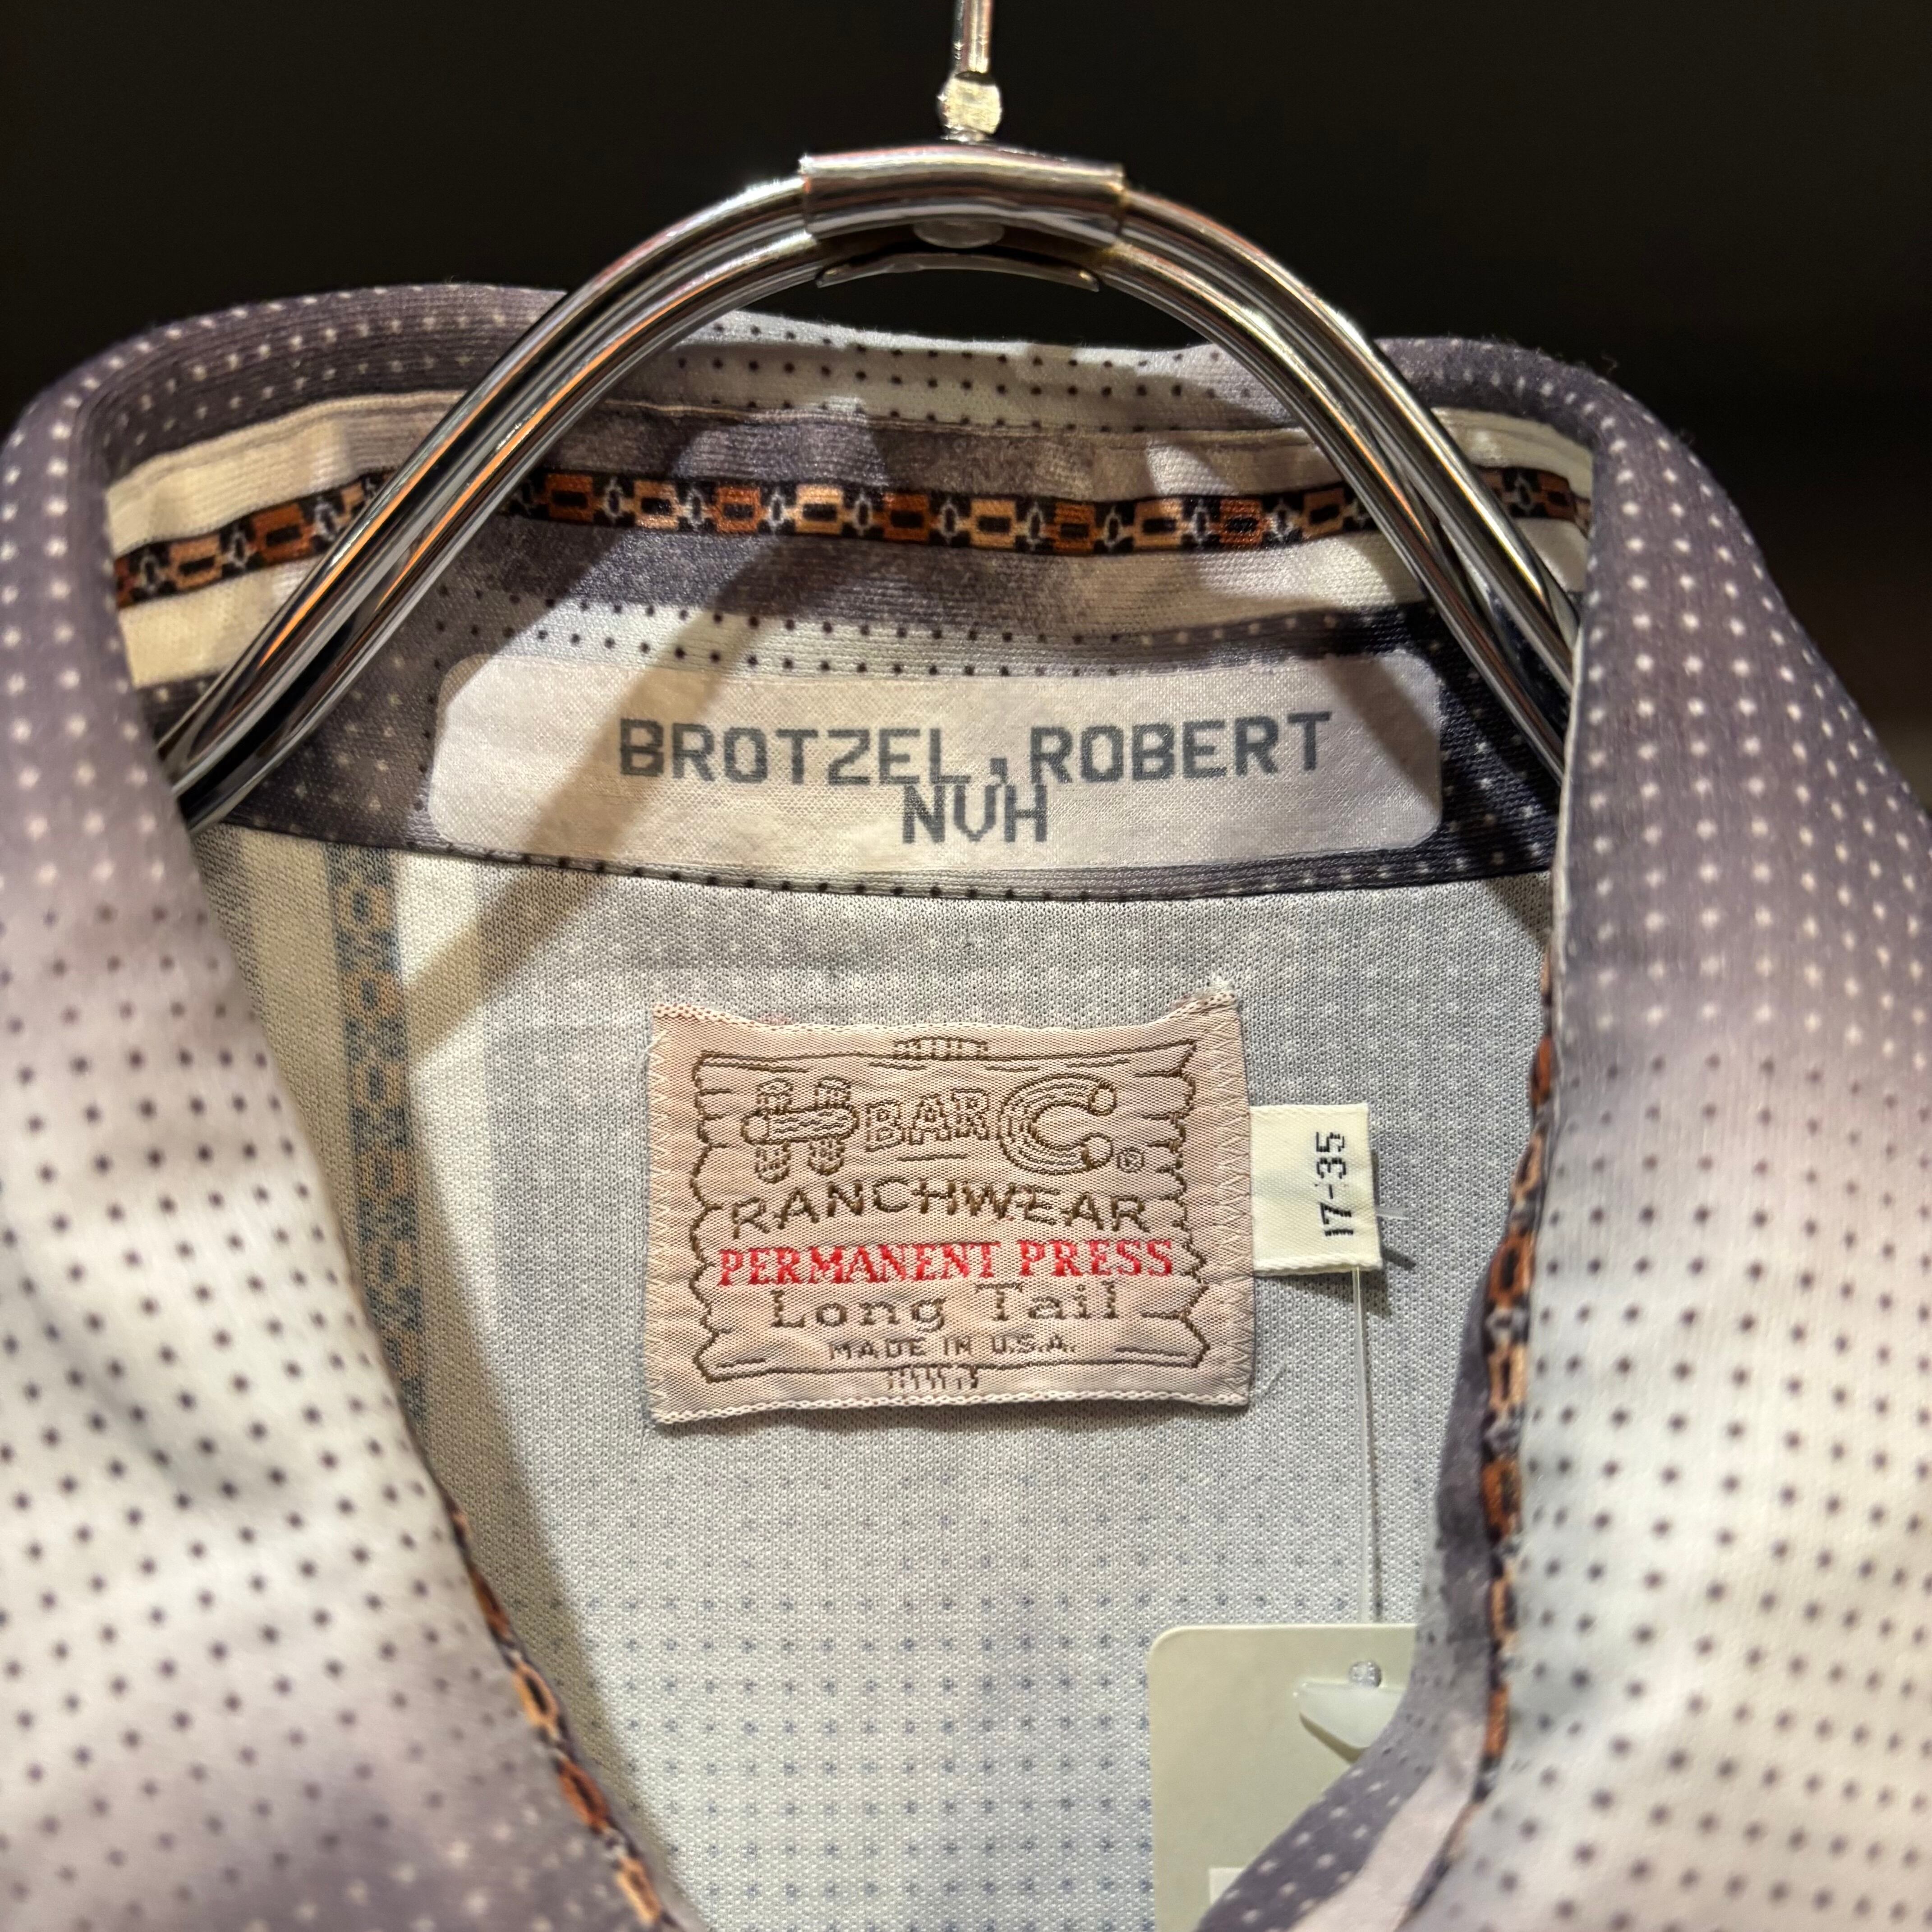 BROTZEL,ROBERT
NVH
H BAR C®
RANCHWEAR
PERMANENT PRESS
Long Tail
MADE IN U.S.A.
17-35